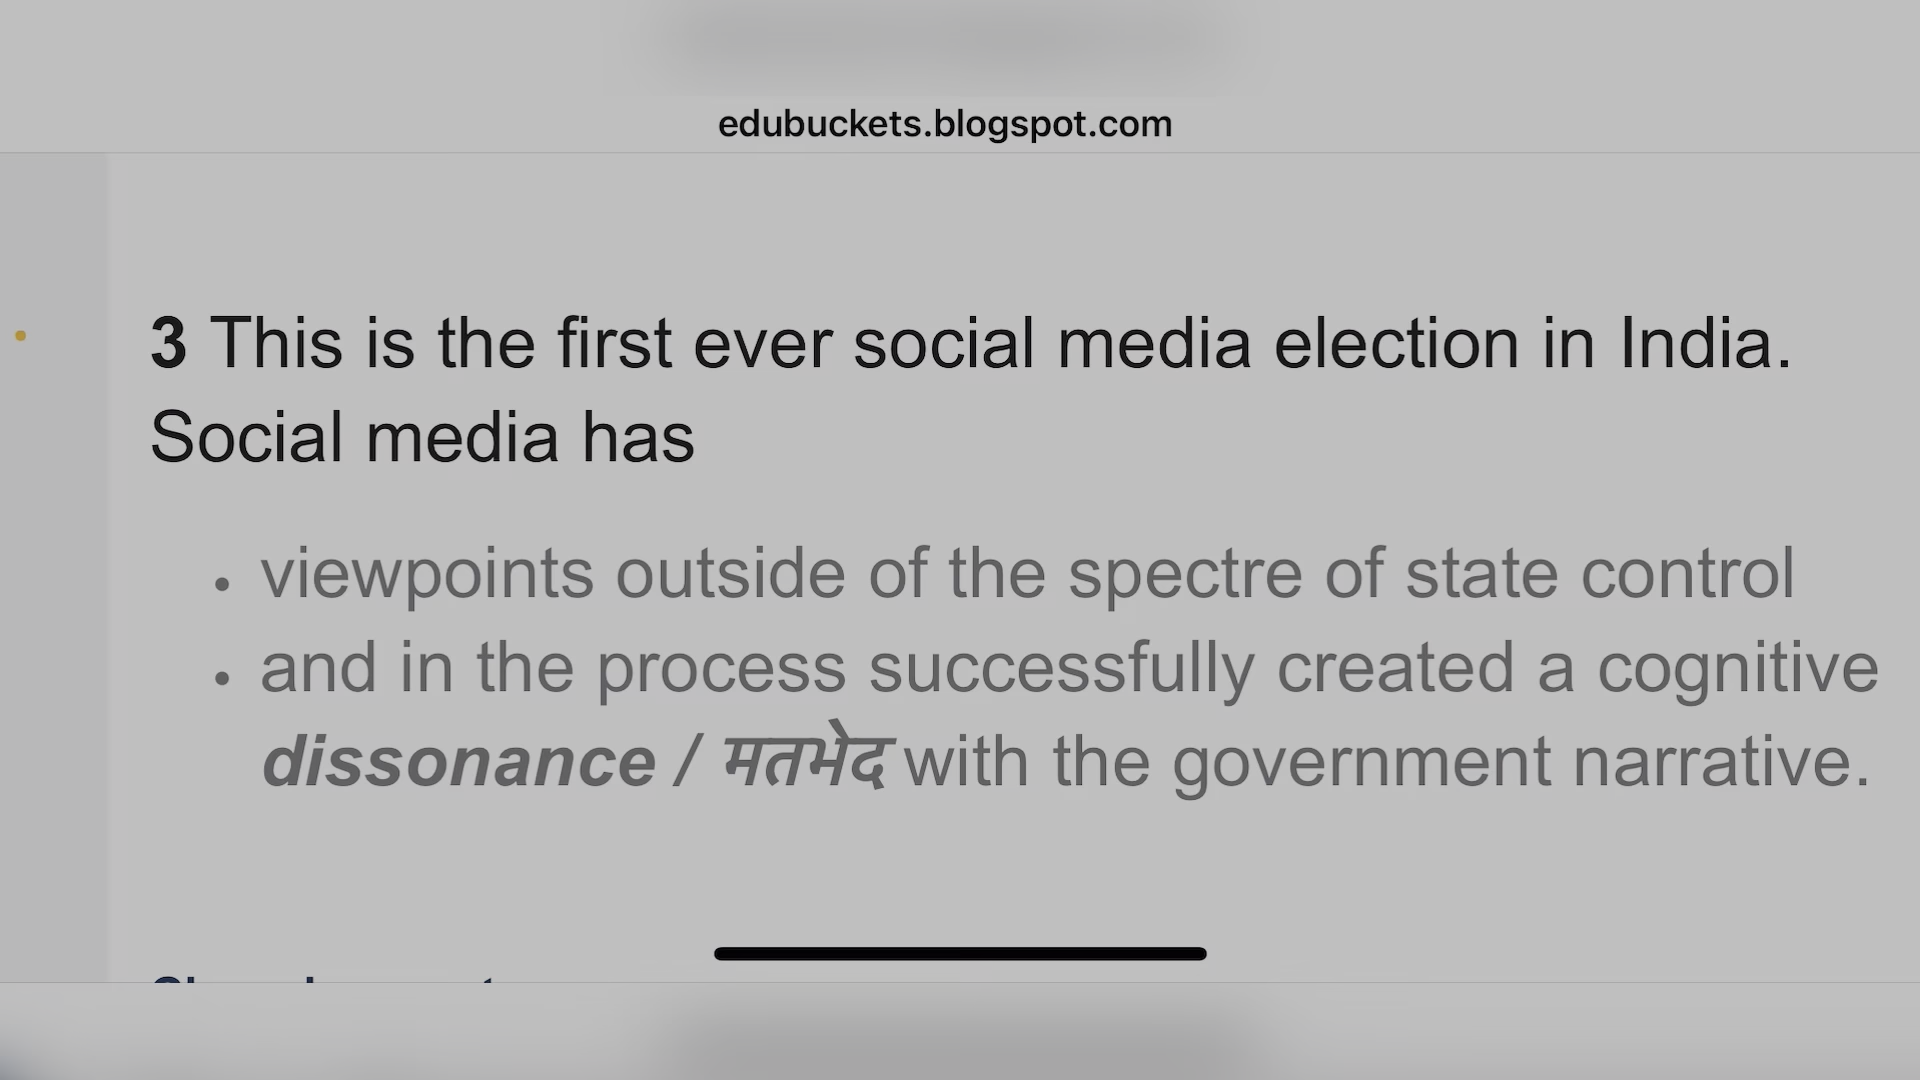 edubuckets.blogspot.com
3 This is the first ever social media election in India.
Social media has
• viewpoints outside of the spectre of state control
• and in the process successfully created a cognitive
dissonance / मतभेद with the government narrative.